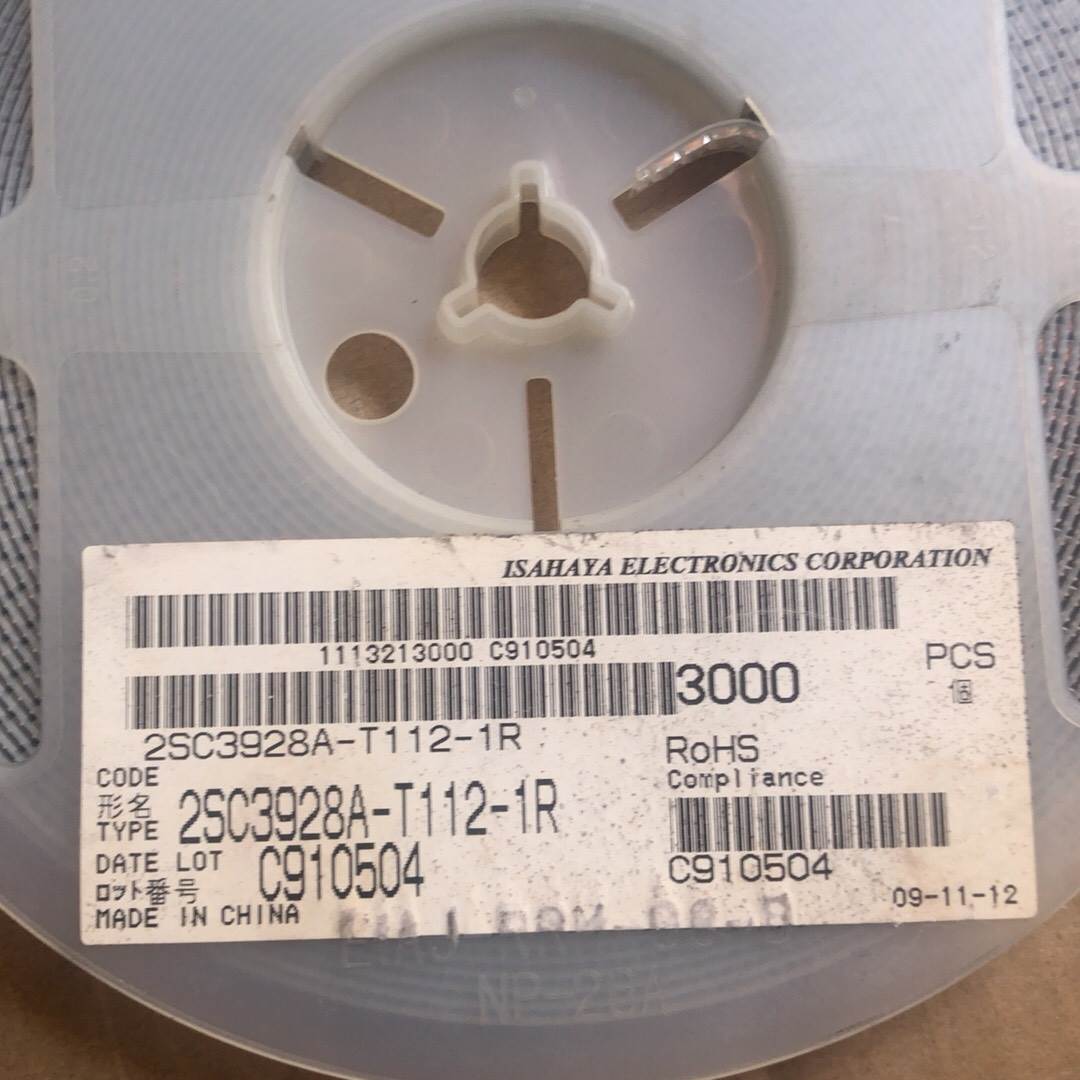 ISAHAYA ELECTRONICS CORPORATION
1113213000 C910504
3000 PCS
個
2SC3928A-T112-1R
RoHS
Compliance
CODE
形名
TYPE 2SC3928A-T112-1R
DATE LOT
ロット番号 C910504
C910504
MADE IN CHINA
09-11-12